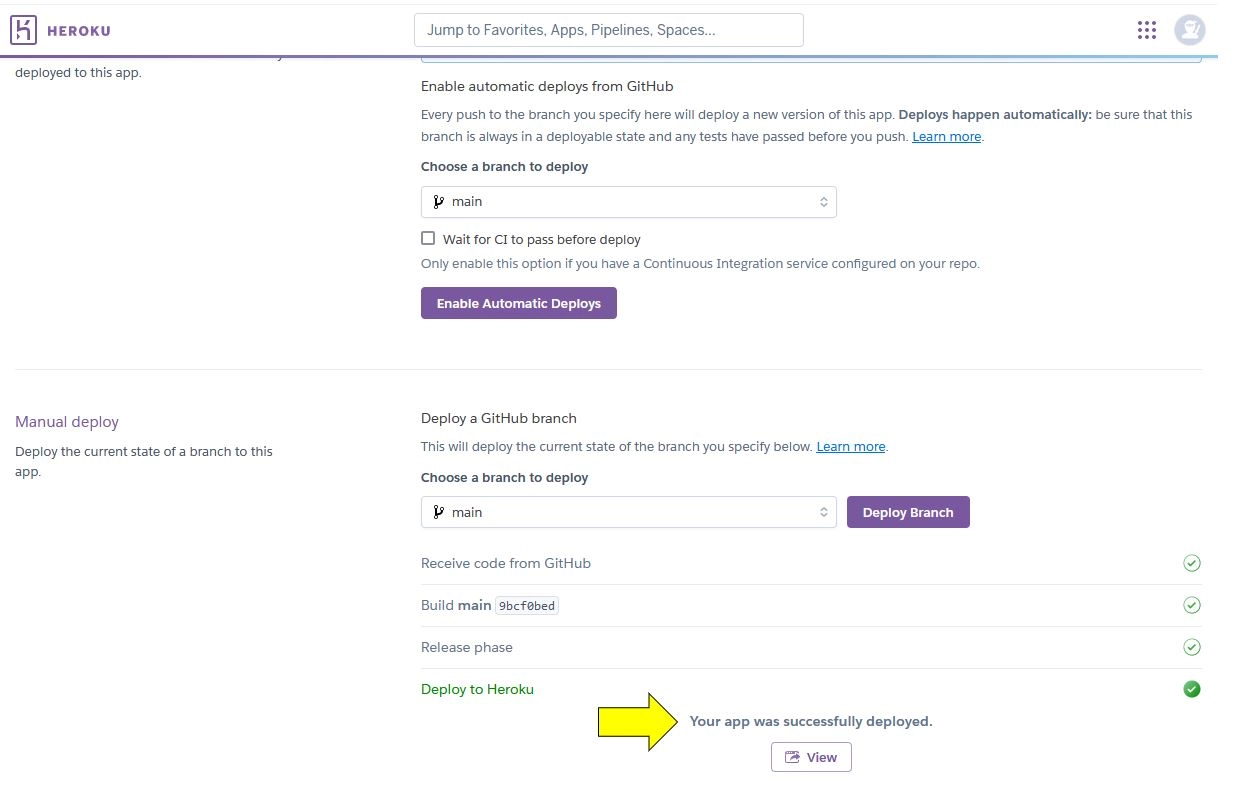 HEROKU
Jump to Favorites, Apps, Pipelines, Spaces...
deployed to this app.
Enable automatic deploys from GitHub
Every push to the branch you specify here will deploy a new version of this app. Deploys happen automatically: be sure that this
branch is always in a deployable state and any tests have passed before you push. Learn more.
Choose a branch to deploy
main
Wait for CI to pass before deploy
Only enable this option if you have a Continuous Integration service configured on your repo.
Enable Automatic Deploys
Manual deploy
Deploy the current state of a branch to this
app.
Deploy a GitHub branch
This will deploy the current state of the branch you specify below. Learn more.
Choose a branch to deploy
main
Deploy Branch
Receive code from GitHub
Build main 9bcf0bed
Release phase
Deploy to Heroku
Your app was successfully deployed.
View